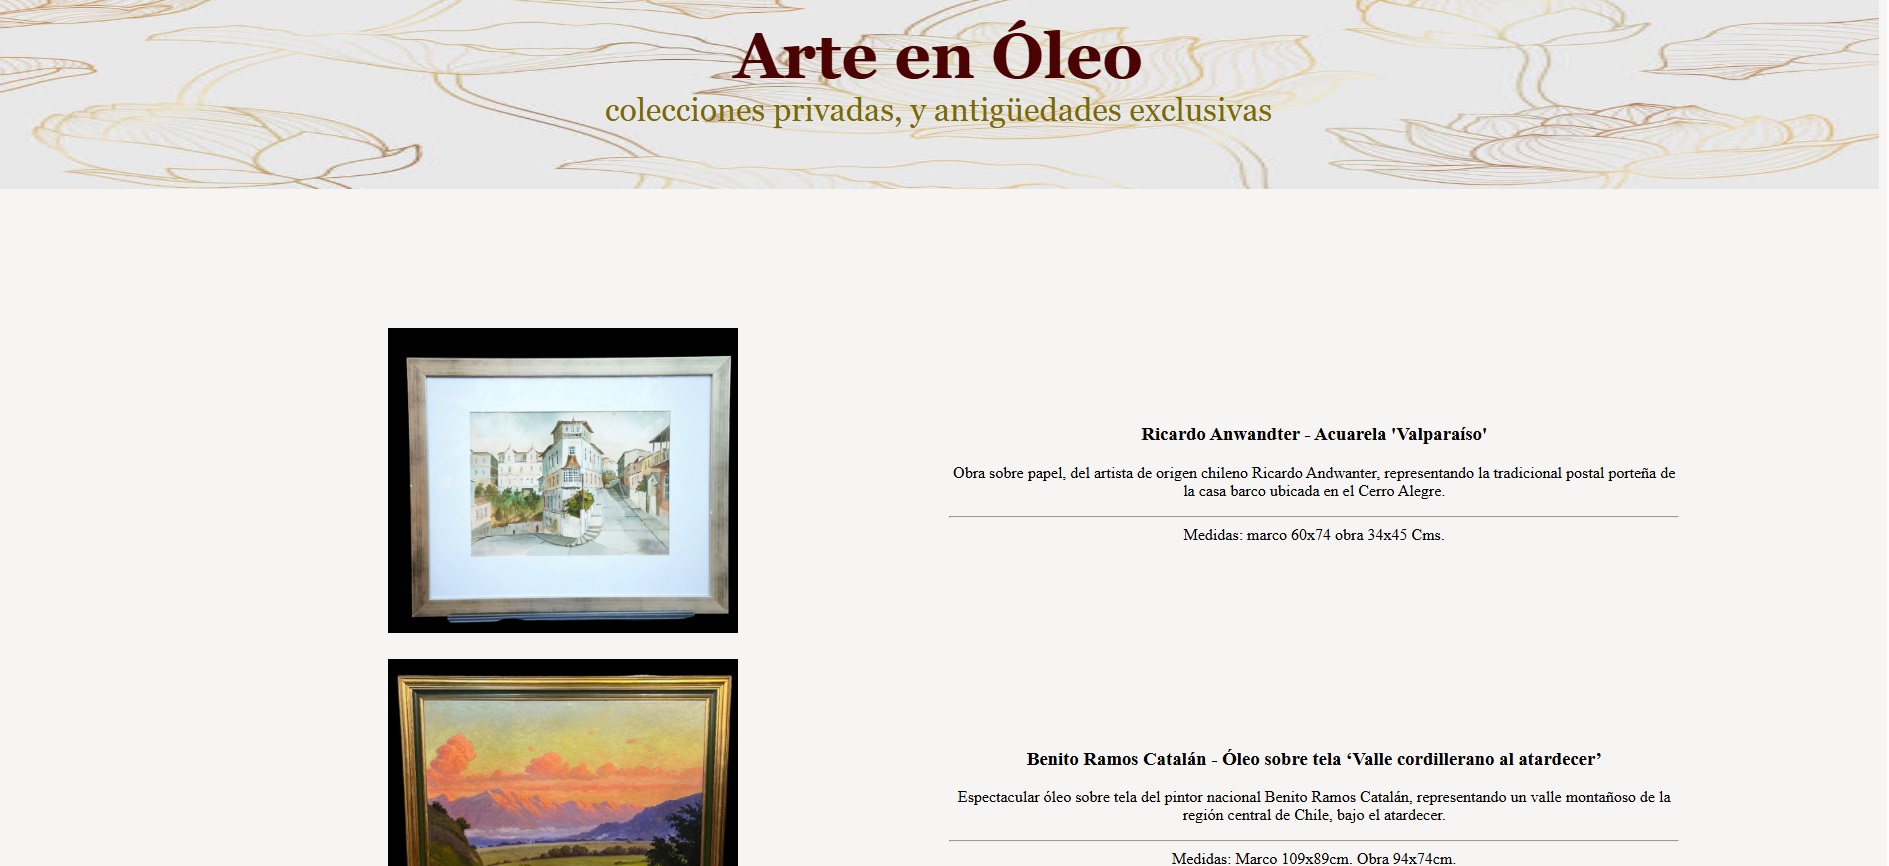 Arte en Óleo
colecciones privadas, y antigüedades exclusivas
Ricardo Anwandter - Acuarela 'Valparaíso'
Obra sobre papel, del artista de origen chileno Ricardo Andwanter, representando la tradicional postal porteña de
la casa barco ubicada en el Cerro Alegre.
Medidas: marco 60x74 obra 34x45 Cms.
Benito Ramos Catalán - Óleo sobre tela ‘Valle cordillerano al atardecer’
Espectacular óleo sobre tela del pintor nacional Benito Ramos Catalán, representando un valle montañoso de la
región central de Chile, bajo el atardecer.
Medidas: Marco 109x89cm. Obra 94x74cm.